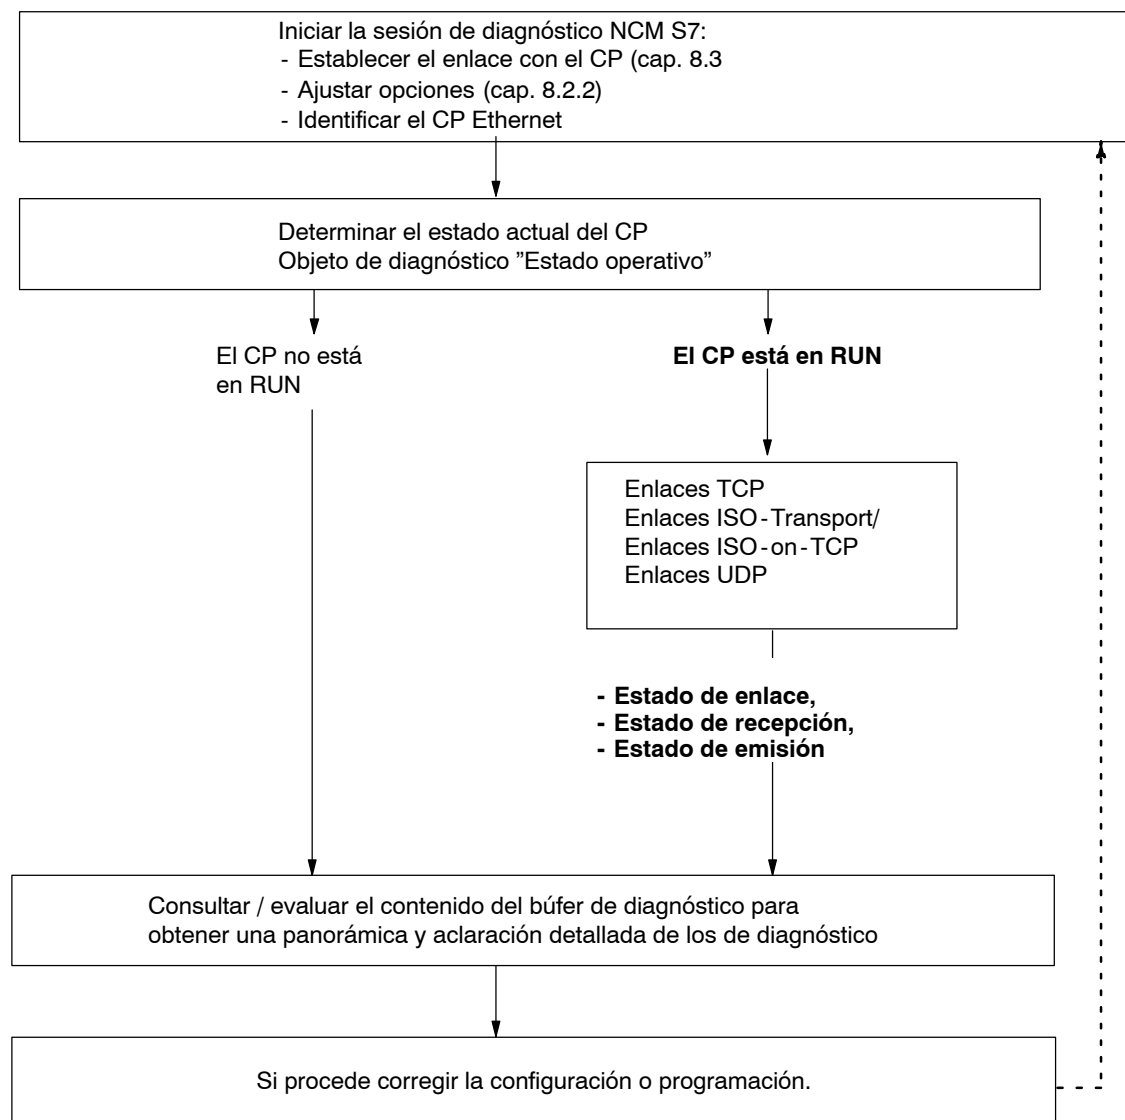 Iniciar la sesión de diagnóstico NCM S7:
- Establecer el enlace con el CP (cap. 8.3
- Ajustar opciones (cap. 8.2.2)
- Identificar el CP Ethernet
Determinar el estado actual del CP
Objeto de diagnóstico ”Estado operativo”
El CP no está
en RUN
El CP está en RUN
Enlaces TCP
Enlaces ISO-Transport/
Enlaces ISO-on-TCP
Enlaces UDP
- Estado de enlace,
- Estado de recepción,
- Estado de emisión
Consultar / evaluar el contenido del búfer de diagnóstico para
obtener una panorámica y aclaración detallada de los de diagnóstico
Si procede corregir la configuración o programación.